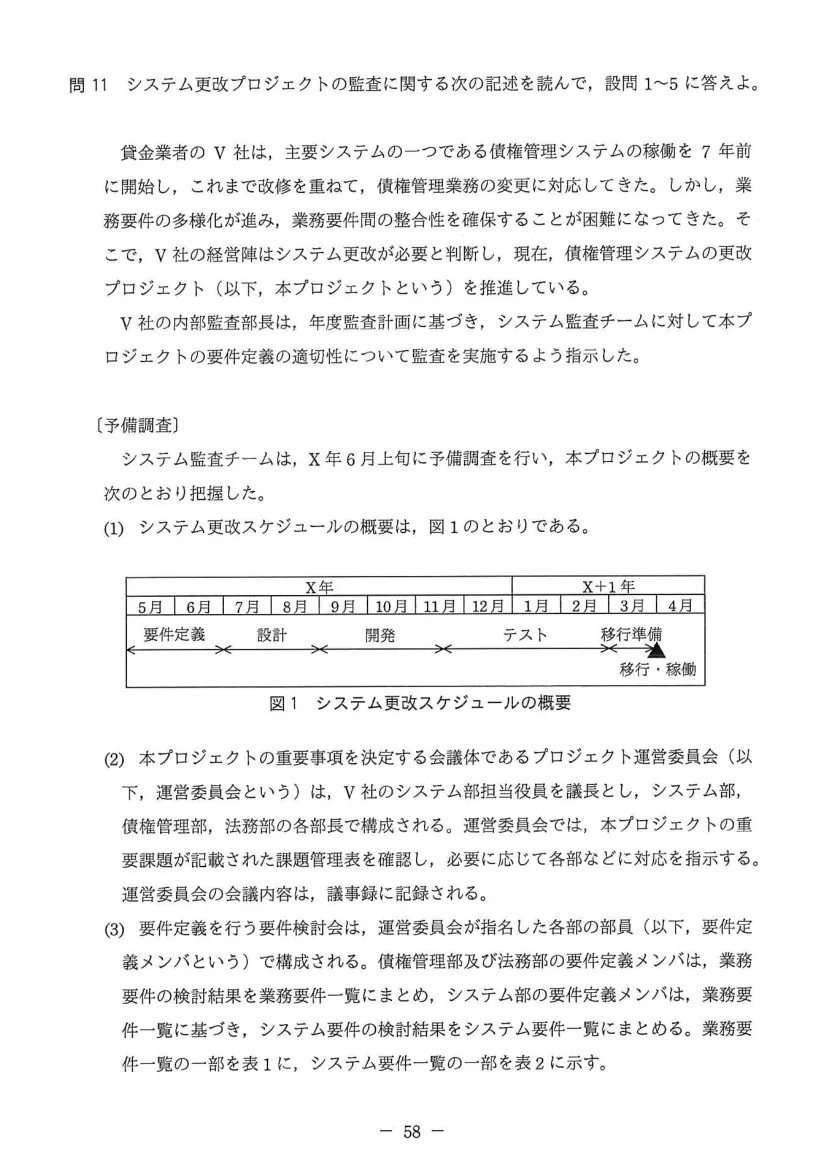 問 11 システム更改プロジェクトの監査に関する次の記述を読んで，設問 1～5 に答えよ。
貸金業者の V 社は，主要システムの一つである債権管理システムの稼働を 7 年前
に開始し，これまで改修を重ねて，債権管理業務の変更に対応してきた。しかし，業
務要件の多様化が進み，業務要件間の整合性を確保することが困難になってきた。そ
こで，V 社の経営陣はシステム更改が必要と判断し，現在，債権管理システムの更改
プロジェクト（以下，本プロジェクトという）を推進している。
V 社の内部監査部長は，年度監査計画に基づき，システム監査チームに対して本プ
ロジェクトの要件定義の適切性について監査を実施するよう指示した。
〔予備調査〕
システム監査チームは，X 年 6 月上旬に予備調査を行い，本プロジェクトの概要を
次のとおり把握した。
(1) システム更改スケジュールの概要は，図 1 のとおりである。
X年 X＋1 年
5月 6月 7月 8月 9月 10月 11月 12月 1月 2月 3月 4月
要件定義 設計 開発 テスト 移行準備
移行・稼働
図 1 システム更改スケジュールの概要
(2) 本プロジェクトの重要事項を決定する会議体であるプロジェクト運営委員会（以
下，運営委員会という）は，V 社のシステム部担当役員を議長とし，システム部，
債権管理部，法務部の各部長で構成される。運営委員会では，本プロジェクトの重
要課題が記載された課題管理表を確認し，必要に応じて各部などに対応を指示する。
運営委員会の会議内容は，議事録に記録される。
(3) 要件定義を行う要件検討会は，運営委員会が指名した各部の部員（以下，要件定
義メンバという）で構成される。債権管理部及び法務部の要件定義メンバは，業務
要件の検討結果を業務要件一覧にまとめ，システム部の要件定義メンバは，業務要
件一覧に基づき，システム要件の検討結果をシステム要件一覧にまとめる。業務要
件一覧の一部を表 1 に，システム要件一覧の一部を表 2 に示す。
－ 58 －